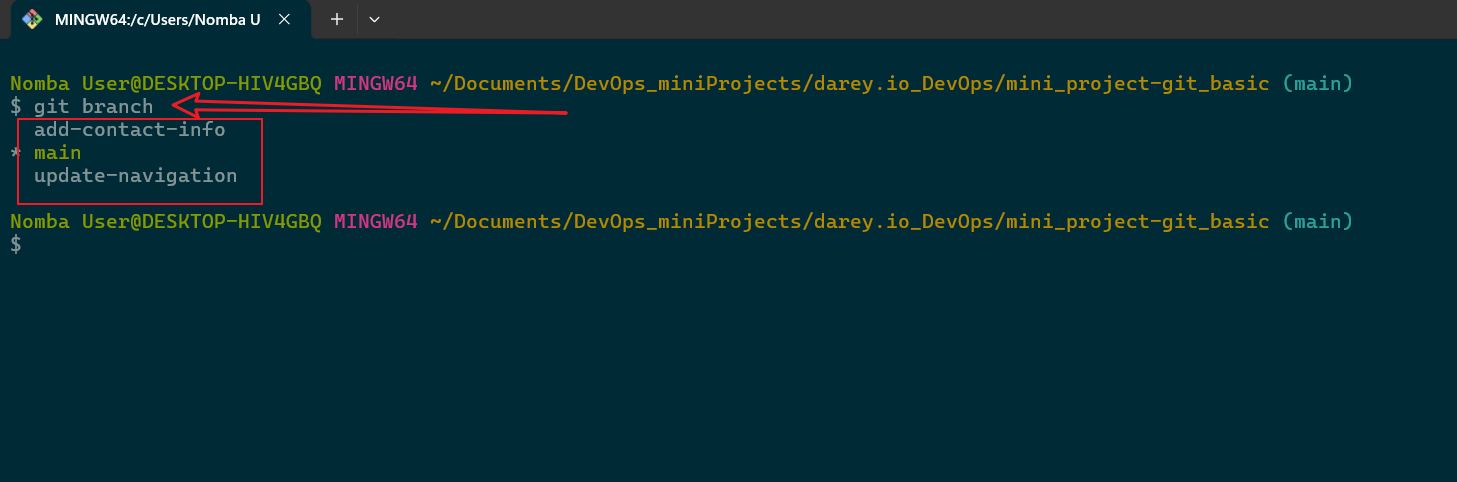 MINGW64:/c/Users/Nomba U
Nomba User@DESKTOP-HIV4GBQ MINGW64 ~/Documents/DevOps_miniProjects/darey.io_DevOps/mini_project-git_basic (main)
$ git branch
  add-contact-info
* main
  update-navigation
Nomba User@DESKTOP-HIV4GBQ MINGW64 ~/Documents/DevOps_miniProjects/darey.io_DevOps/mini_project-git_basic (main)
$